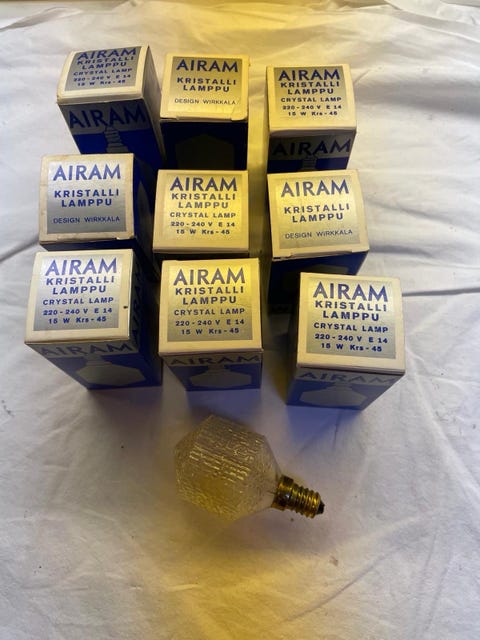 AIRAM
KRISTALLI
LAMPPU
CRYSTAL LAMP
220-240 V E 14
15 W Krs-45
AIRAM
AIRAM
KRISTALLI
LAMPPU
DESIGN WIRKKALA
AIRAM
KRISTALLI
LAMPPU
CRYSTAL LAMP
220-240 V E 14
15 W Krs-45
AIRAM
AIRAM
KRISTALLI
LAMPPU
DESIGN WIRKKALA
AIRAM
KRISTALLI
LAMPPU
CRYSTAL LAMP
220-240 V E 14
15 W Krs-45
AIRAM
KRISTALLI
LAMPPU
DESIGN WIRKKALA
AIRAM
KRISTALLI
LAMPPU
CRYSTAL LAMP
220-240 V E 14
15 W Krs-45
AIRAM
AIRAM
KRISTALLI
LAMPPU
CRYSTAL LAMP
220-240 V E 14
15 W Krs-45
AIRAM
AIRAM
KRISTALLI
LAMPPU
CRYSTAL LAMP
220-240 V E 14
15 W Krs-45
AIRAM